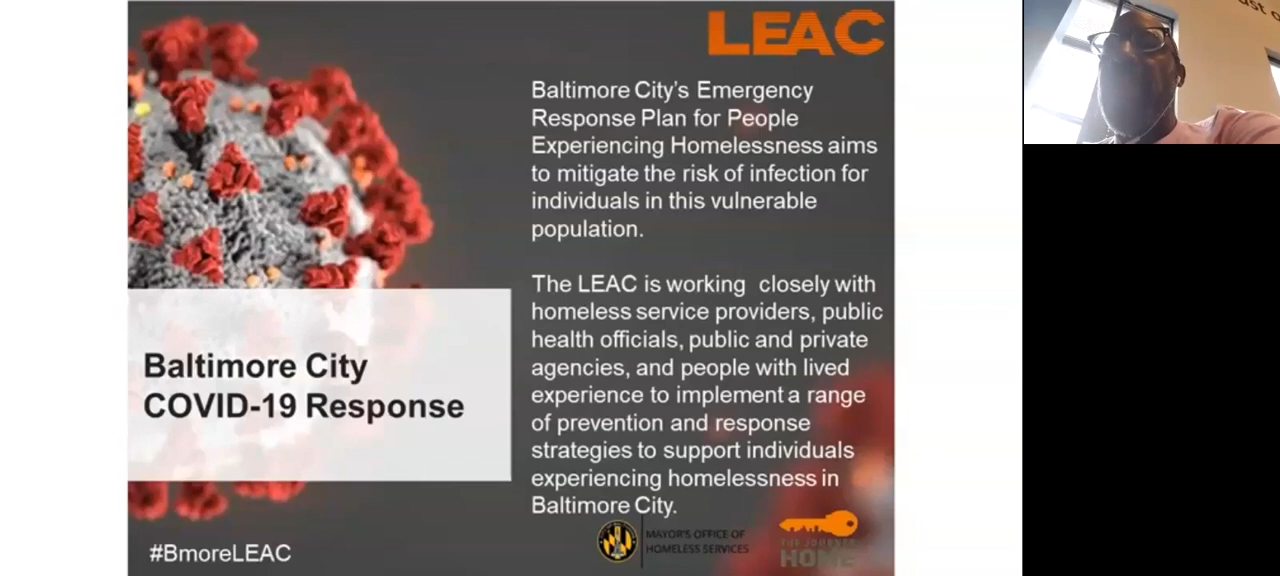 LEAC
Baltimore City's Emergency
Response Plan for People
Experiencing Homelessness aims
to mitigate the risk of infection for
individuals in this vulnerable
population.
The LEAC is working closely with
homeless service providers, public
health officials, public and private
agencies, and people with lived
experience to implement a range
of prevention and response
strategies to support individuals
experiencing homelessness in
Baltimore City.
Baltimore City
COVID-19 Response
#BmoreLEAC
MAYOR'S OFFICE OF
HOMELESS SERVICES
THE JOURNEY
HOME